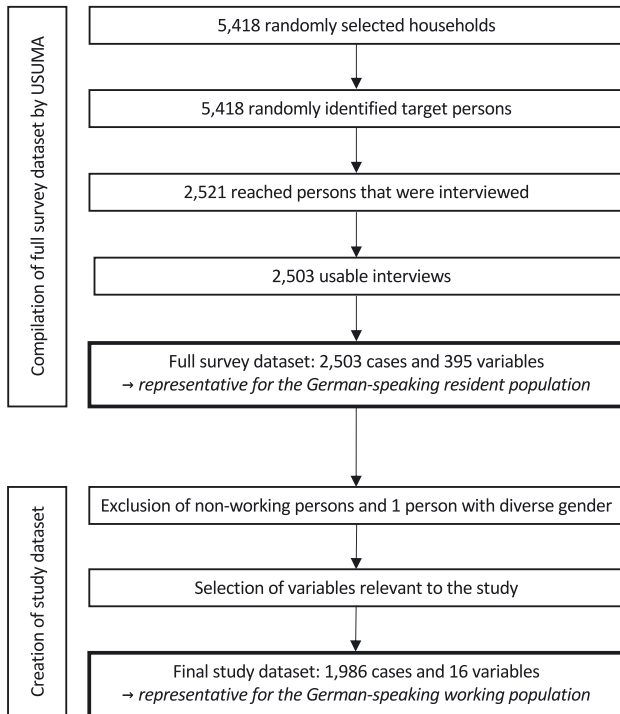 Compilation of full survey dataset by USUMA
5,418 randomly selected households
5,418 randomly identified target persons
2,521 reached persons that were interviewed
2,503 usable interviews
Full survey dataset: 2,503 cases and 395 variables
→ representative for the German-speaking resident population
Creation of study dataset
Exclusion of non-working persons and 1 person with diverse gender
Selection of variables relevant to the study
Final study dataset: 1,986 cases and 16 variables
→ representative for the German-speaking working population